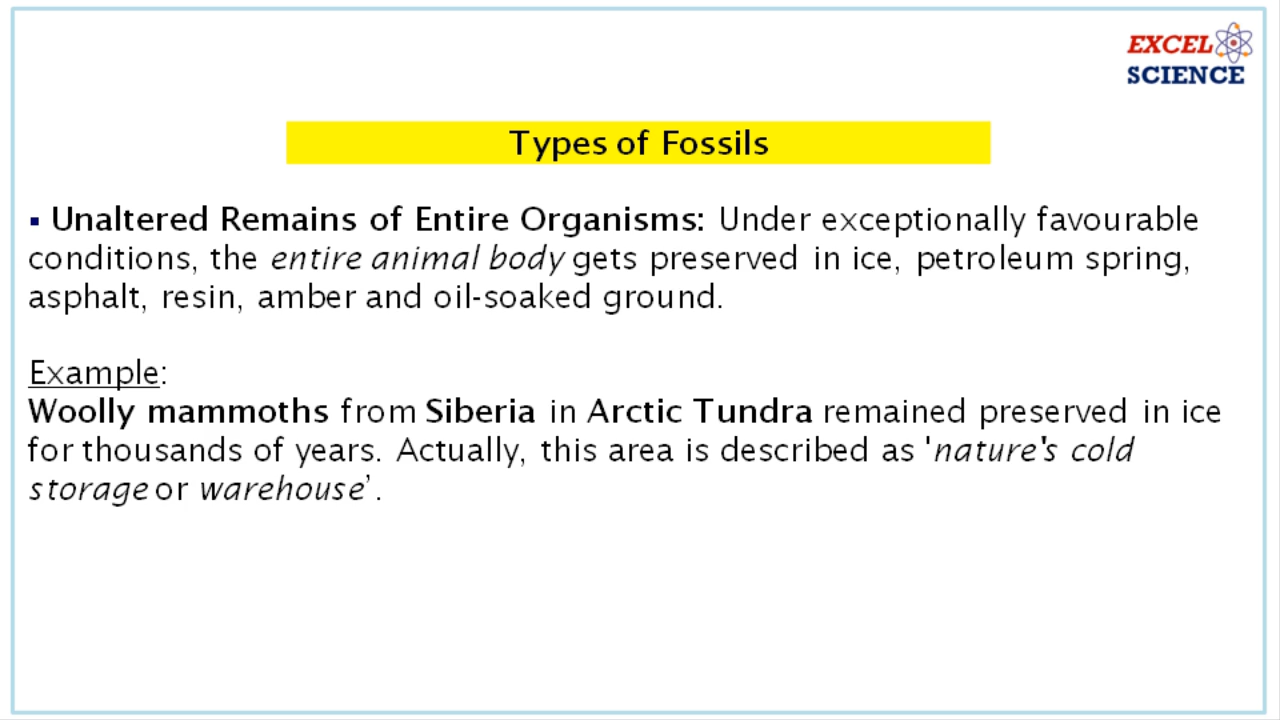 EXCEL
SCIENCE
Types of Fossils
▪ Unaltered Remains of Entire Organisms: Under exceptionally favourable
conditions, the entire animal body gets preserved in ice, petroleum spring,
asphalt, resin, amber and oil-soaked ground.
Example:
Woolly mammoths from Siberia in Arctic Tundra remained preserved in ice
for thousands of years. Actually, this area is described as 'nature's cold
storage or warehouse’.